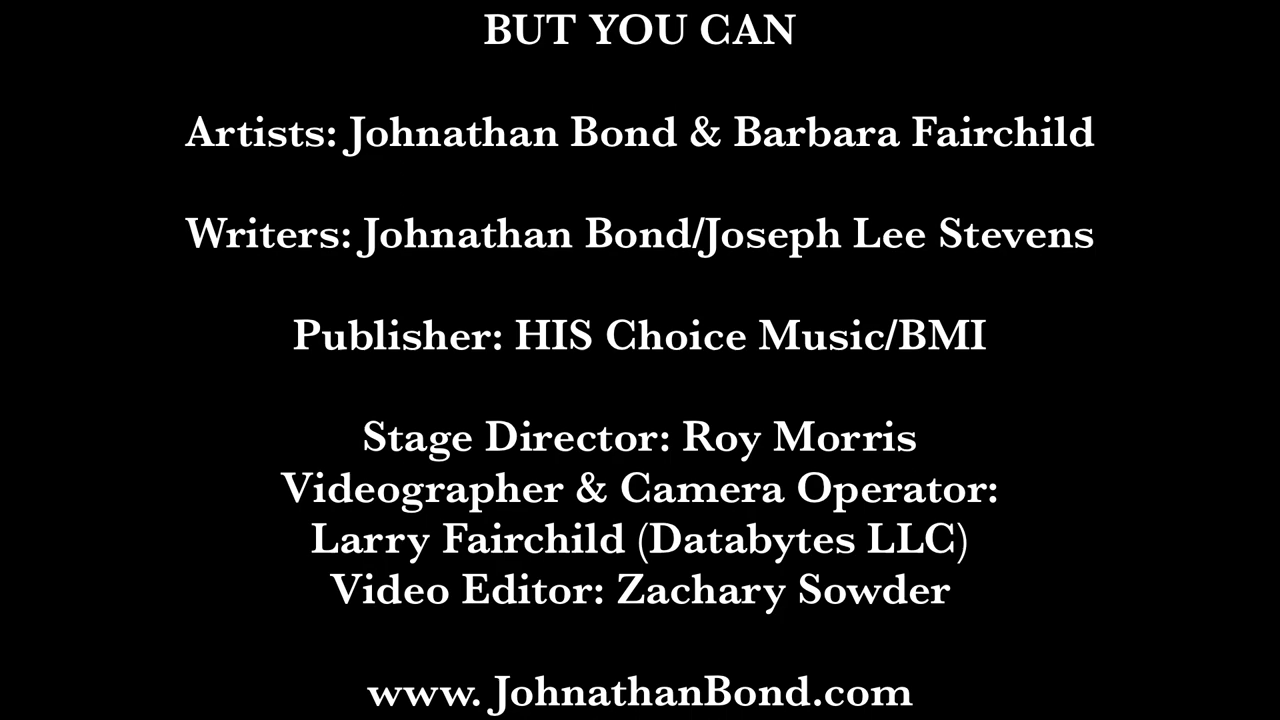 BUT YOU CAN
Artists: Johnathan Bond & Barbara Fairchild
Writers: Johnathan Bond/Joseph Lee Stevens
Publisher: HIS Choice Music/BMI
Stage Director: Roy Morris
Videographer & Camera Operator:
Larry Fairchild (Databytes LLC)
Video Editor: Zachary Sowder
www. JohnathanBond.com